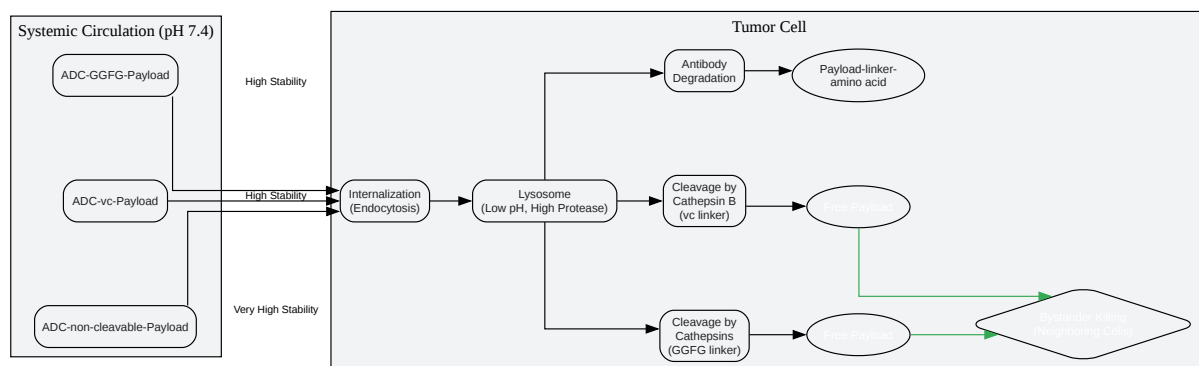 Systemic Circulation (pH 7.4)
ADC-GGFG-Payload
ADC-vc-Payload
ADC-non-cleavable-Payload
High Stability
High Stability
Very High Stability
Tumor Cell
Internalization
(Endocytosis)
Lysosome
(Low pH, High Protease)
Antibody
Degradation
Payload-linker-
amino acid
Cleavage by
Cathepsin B
(vc linker)
Free Payload
Cleavage by
Cathepsins
(GGFG linker)
Free Payload
Bystander Killing
(Neighboring Cells)